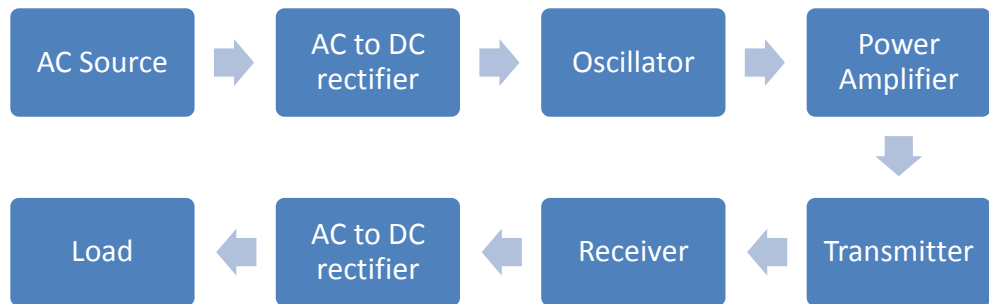 AC Source
AC to DC
rectifier
Oscillator
Power
Amplifier
Transmitter
Receiver
AC to DC
rectifier
Load